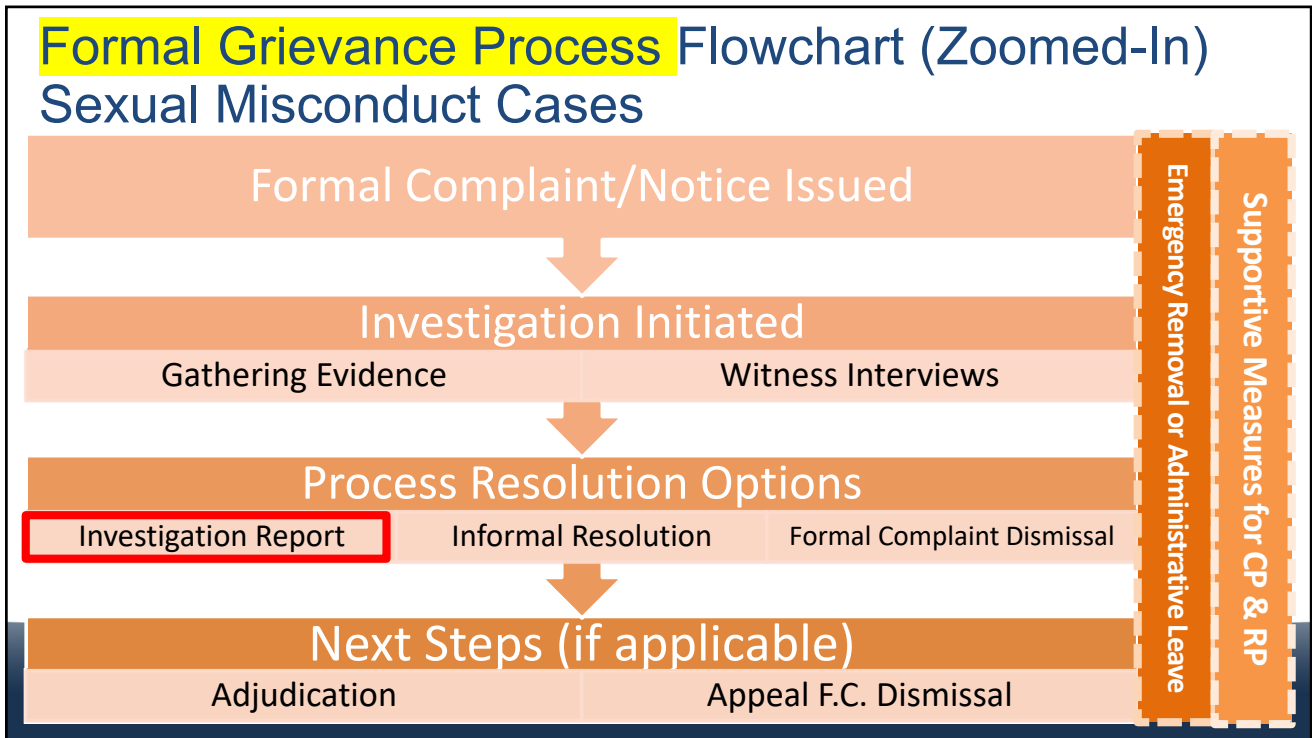 Formal Grievance Process Flowchart (Zoomed-In)
Sexual Misconduct Cases
Formal Complaint/Notice Issued
Investigation Initiated
Gathering Evidence
Witness Interviews
Process Resolution Options
Investigation Report
Informal Resolution
Formal Complaint Dismissal
Next Steps (if applicable)
Adjudication
Appeal F.C. Dismissal
Emergency Removal or Administrative Leave
Supportive Measures for CP & RP